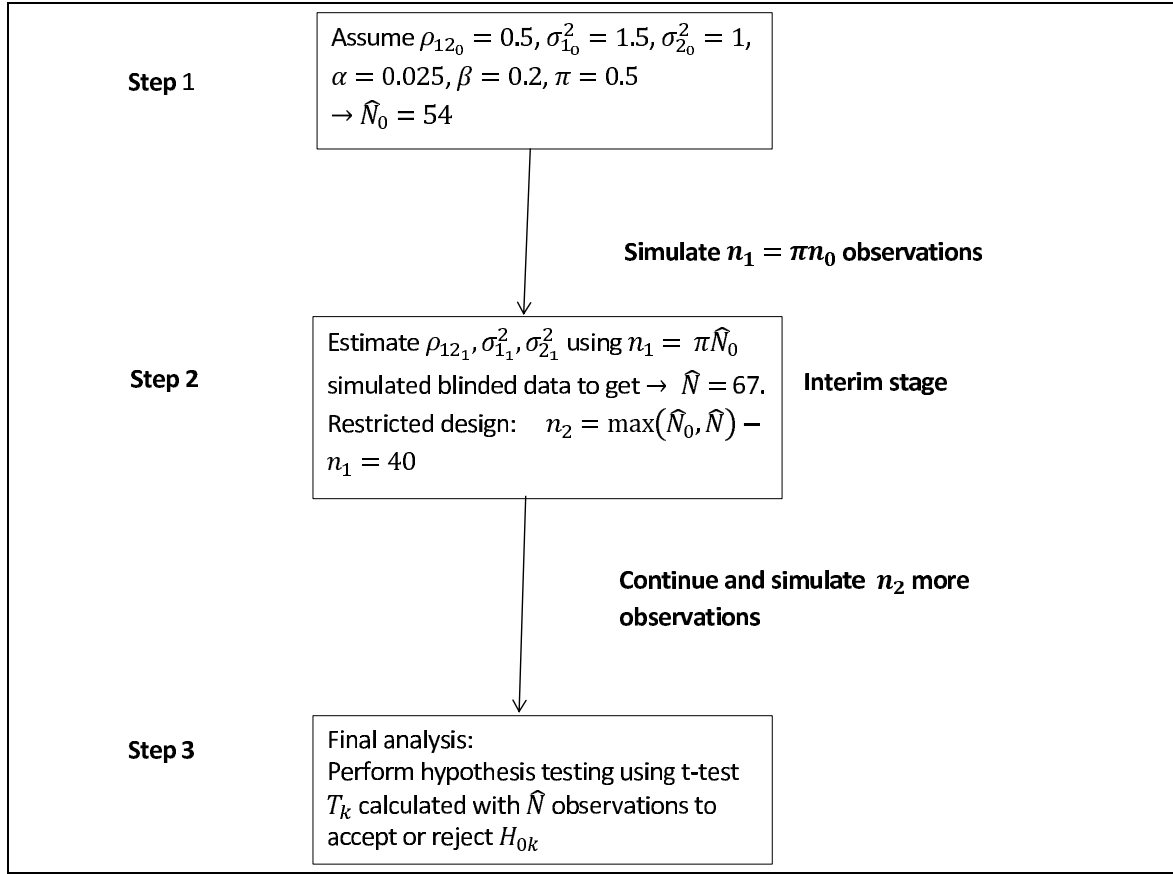 Step 1
Assume ρ₁₂₀ = 0.5, σ²₁₀ = 1.5, σ²₂₀ = 1,
α = 0.025, β = 0.2, π = 0.5
→ N̂₀ = 54
Simulate n₁ = πn₀ observations
Step 2
Estimate ρ₁₂₁, σ²₁₁, σ²₂₁ using n₁ = πN̂₀
simulated blinded data to get → N̂ = 67.
Restricted design: n₂ = max(N̂₀, N̂) −
n₁ = 40
Interim stage
Continue and simulate n₂ more
observations
Step 3
Final analysis:
Perform hypothesis testing using t-test
Tₖ calculated with N̂ observations to
accept or reject H₀ₖ